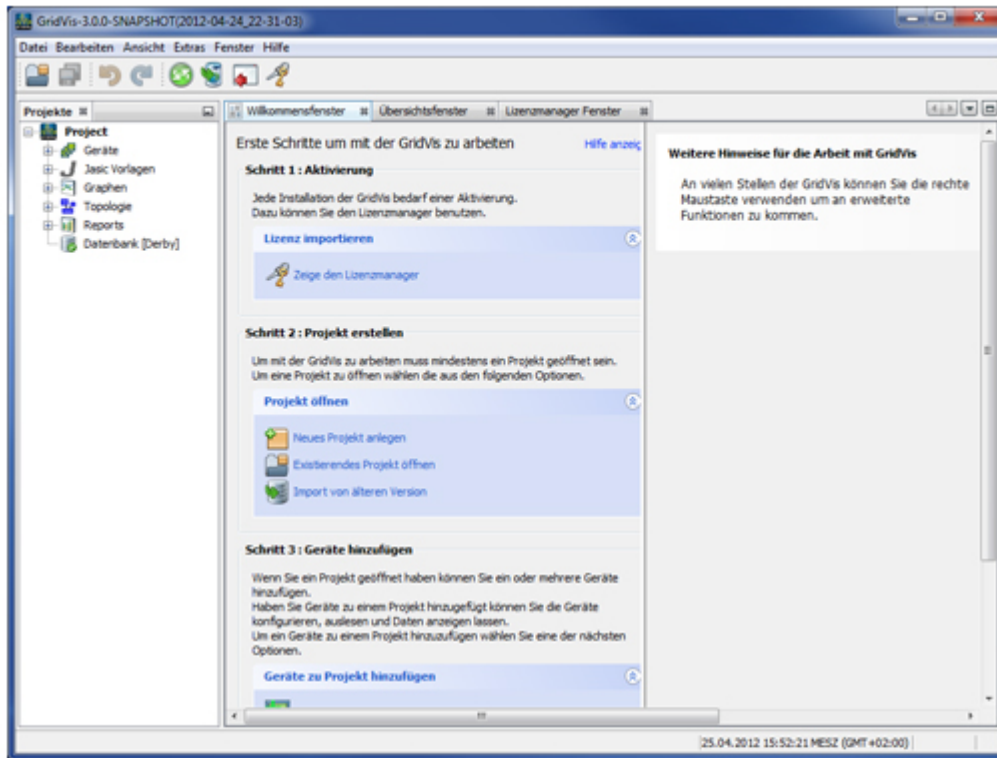 GridVis-3.0.0-SNAPSHOT(2012-04-24_22-31-03)
Datei Bearbeiten Ansicht Extras Fenster Hilfe
Projekte
Willkommensfenster
Übersichtsfenster
Lizenzmanager Fenster
Project
Geräte
Jasic Vorlagen
Graphen
Topologie
Reports
Datenbank [Derby]
Erste Schritte um mit der GridVis zu arbeiten
Hilfe anzeig
Schritt 1 : Aktivierung
Jede Installation der GridVis bedarf einer Aktivierung.
Dazu können Sie den Lizenzmanager benutzen.
Lizenz importieren
Zeige den Lizenzmanager
Schritt 2 : Projekt erstellen
Um mit der GridVis zu arbeiten muss mindestens ein Projekt geöffnet sein.
Um eine Projekt zu öffnen wählen die aus den folgenden Optionen.
Projekt öffnen
Neues Projekt anlegen
Existierendes Projekt öffnen
Import von älteren Version
Schritt 3 : Geräte hinzufügen
Wenn Sie ein Projekt geöffnet haben können Sie ein oder mehrere Geräte
hinzufügen.
Haben Sie Geräte zu einem Projekt hinzugefügt können Sie die Geräte
konfigurieren, auslesen und Daten anzeigen lassen.
Um ein Geräte zu einem Projekt hinzuzufügen wählen Sie eine der nächsten
Optionen.
Geräte zu Projekt hinzufügen
Weitere Hinweise für die Arbeit mit GridVis
An vielen Stellen der GridVis können Sie die rechte
Maustaste verwenden um an erweiterte
Funktionen zu kommen.
25.04.2012 15:52:21 MESZ (GMT+02:00)